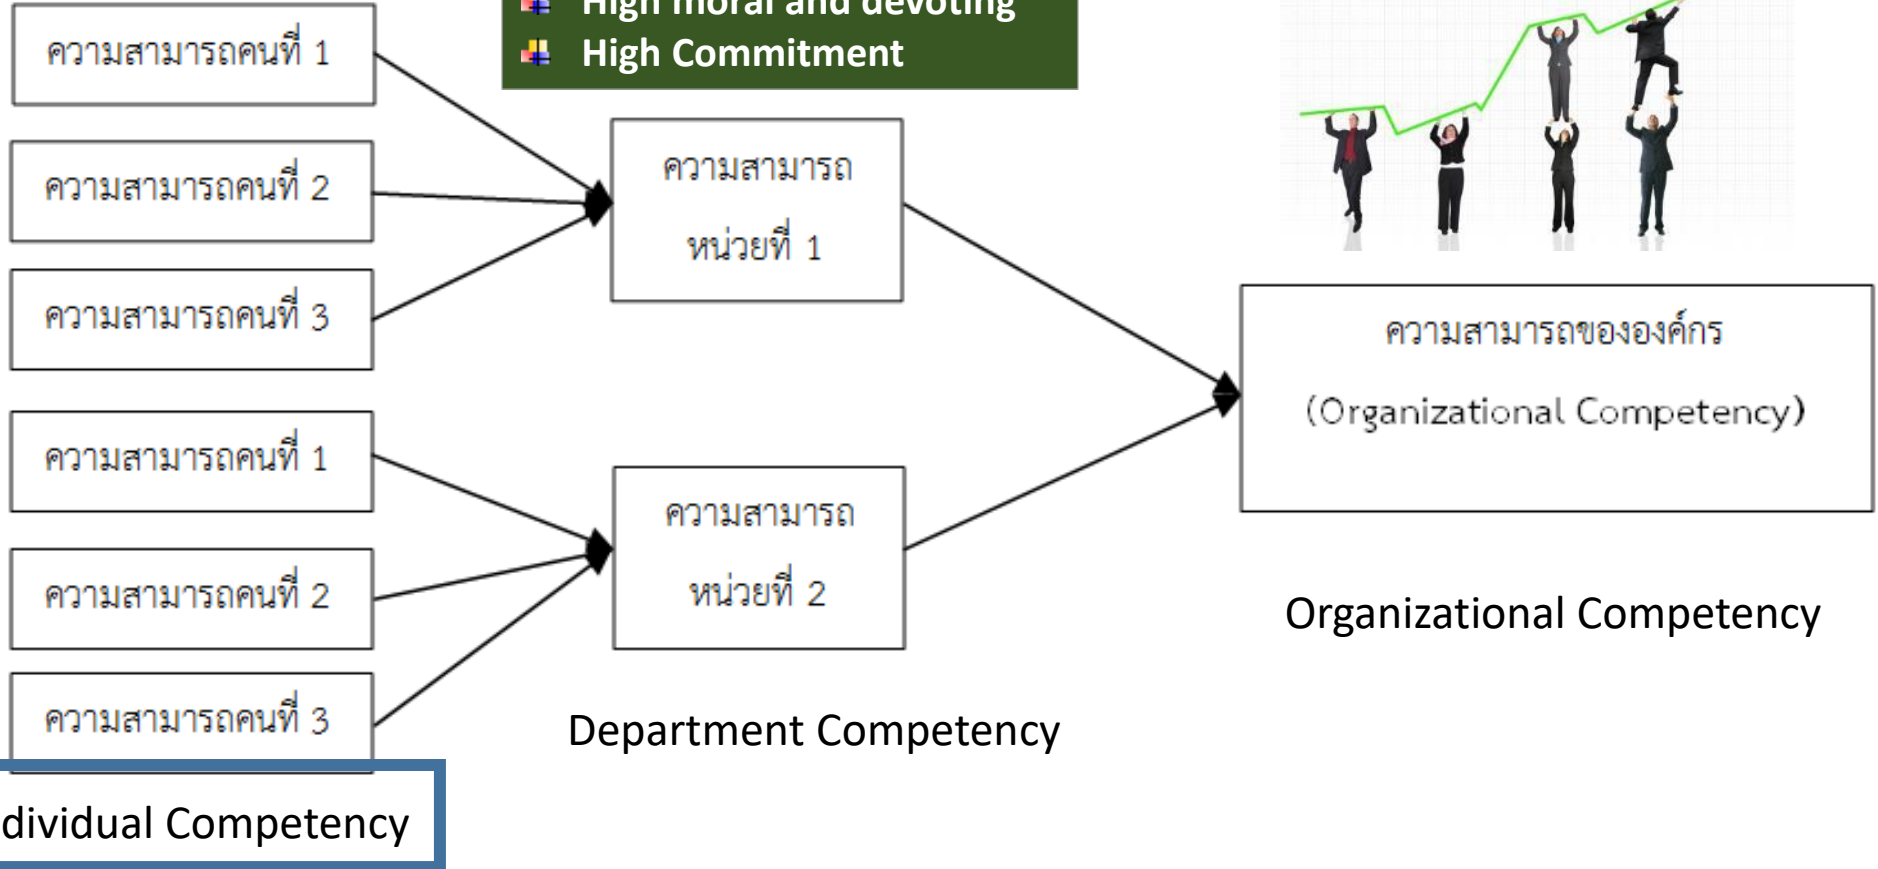 High moral and devoting
High Commitment
ความสามารถคนที่ 1
ความสามารถคนที่ 2
ความสามารถคนที่ 3
ความสามารถคนที่ 1
ความสามารถคนที่ 2
ความสามารถคนที่ 3
dividual Competency
ความสามารถ
หน่วยที่ 1
ความสามารถ
หน่วยที่ 2
Department Competency
ความสามารถขององค์กร
(Organizational Competency)
Organizational Competency